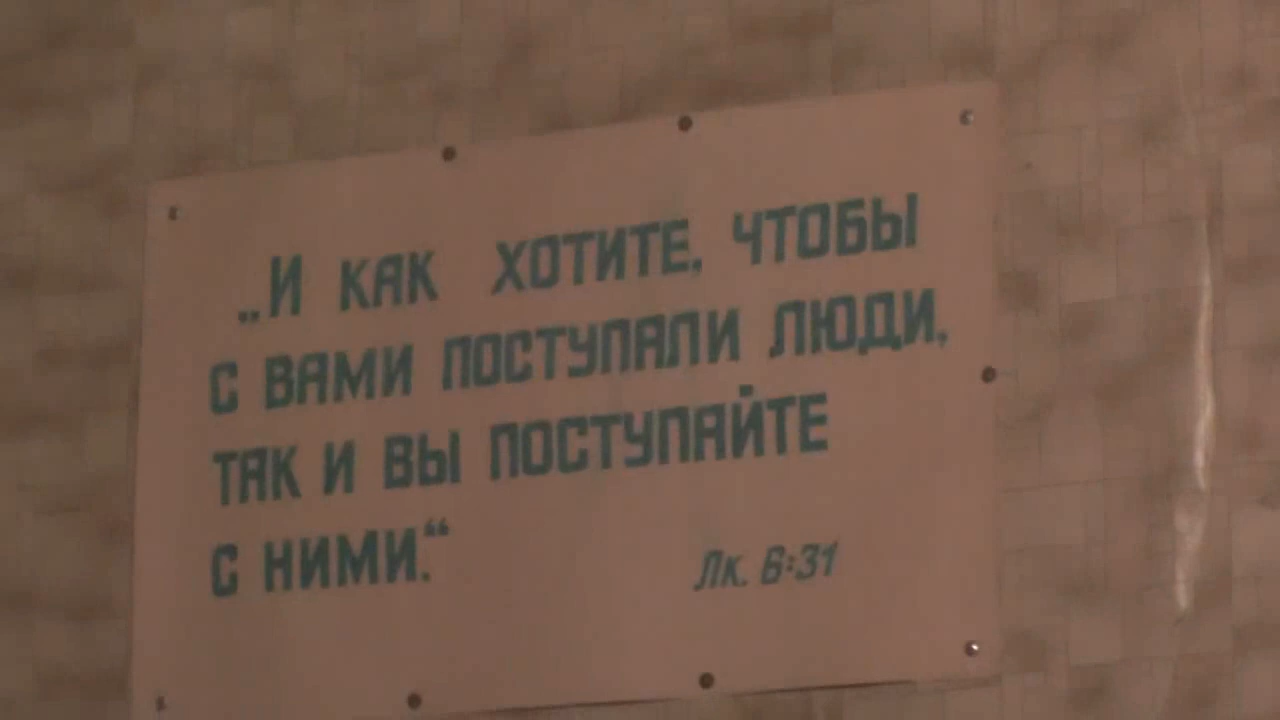 „И КАК ХОТИТЕ, ЧТОБЫ
С ВАМИ ПОСТУПАЛИ ЛЮДИ,
ТАК И ВЫ ПОСТУПАЙТЕ
С НИМИ.“
Лк. 6:31